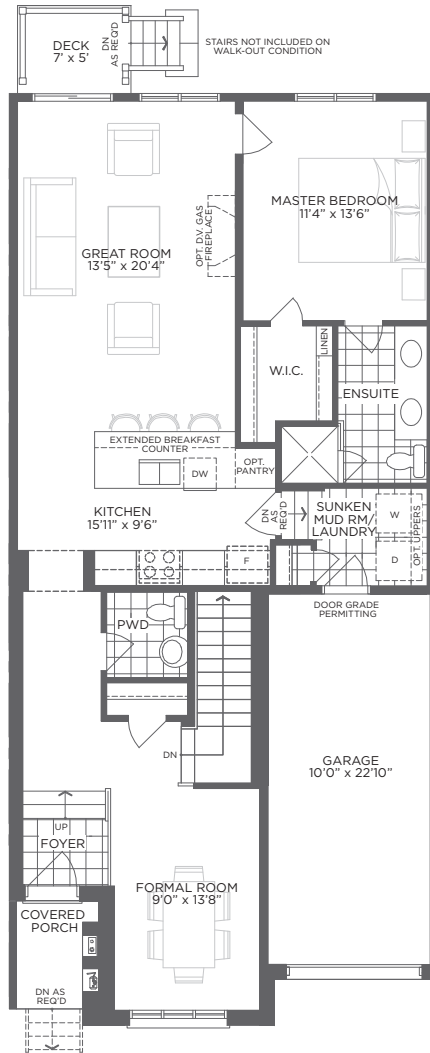 DECK
7' x 5'
DN
AS REQ'D
STAIRS NOT INCLUDED ON
WALK-OUT CONDITION
MASTER BEDROOM
11'4" x 13'6"
GREAT ROOM
13'5" x 20'4"
OPT. D.V. GAS
FIREPLACE
W.I.C.
LINEN
ENSUITE
EXTENDED BREAKFAST
COUNTER
DW
OPT.
PANTRY
KITCHEN
15'11" x 9'6"
DN
AS
REQ'D
SUNKEN
MUD RM/
LAUNDRY
W
D
OPT. UPPERS
F
DOOR GRADE
PERMITTING
PWD
DN
GARAGE
10'0" x 22'10"
UP
FOYER
FORMAL ROOM
9'0" x 13'8"
COVERED
PORCH
DN AS
REQ'D